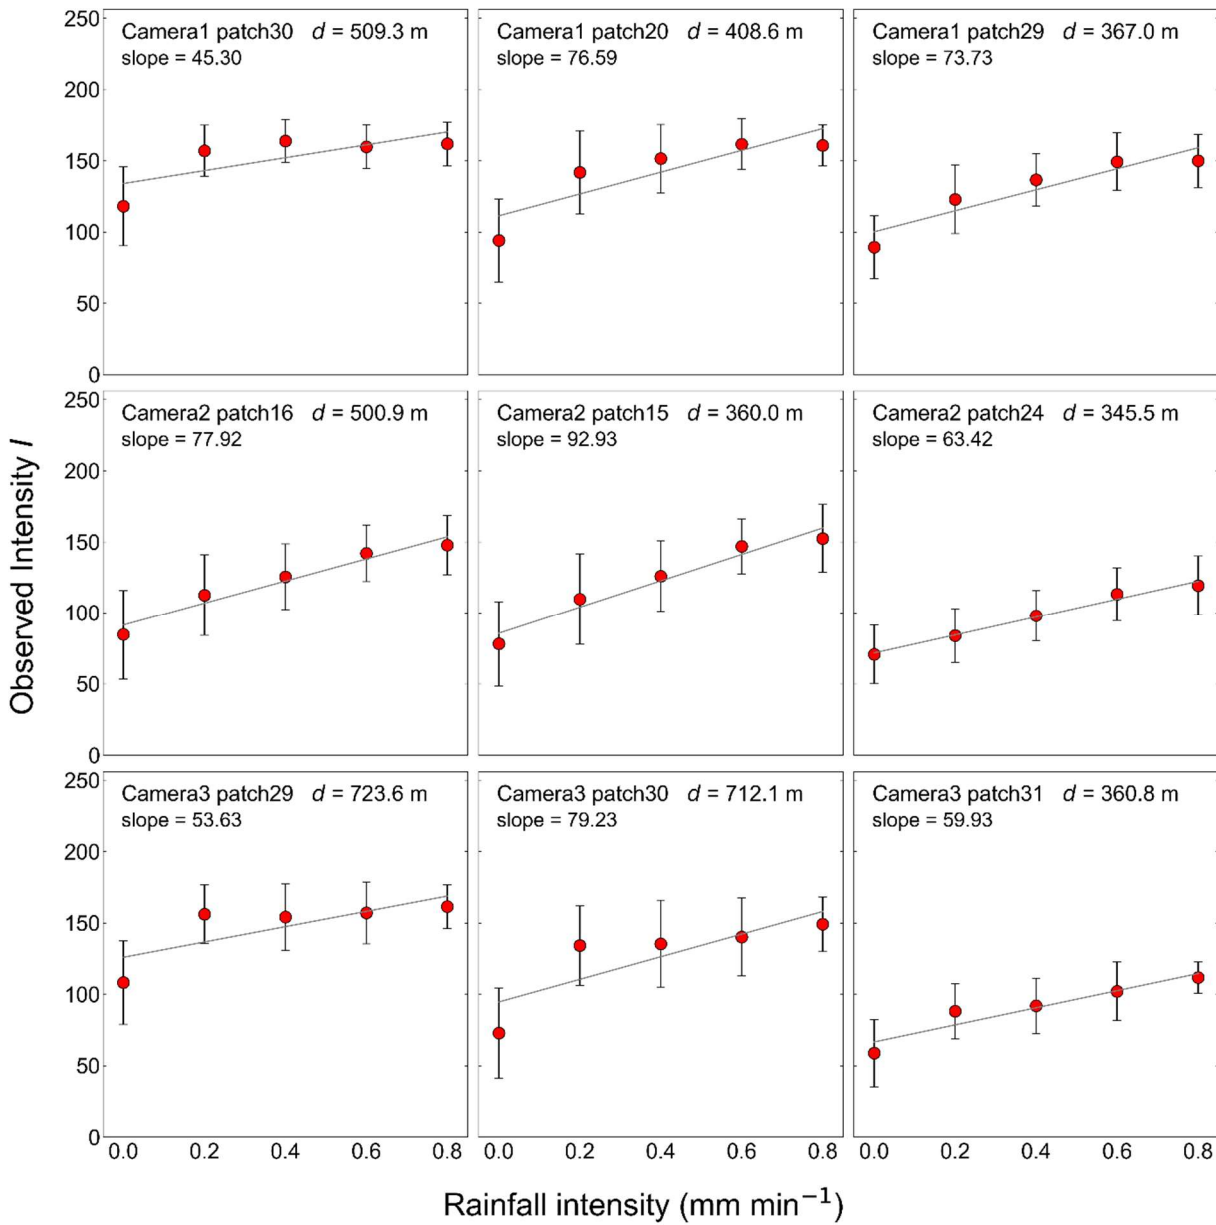 Camera1 patch30 d = 509.3 m
slope = 45.30
Camera1 patch20 d = 408.6 m
slope = 76.59
Camera1 patch29 d = 367.0 m
slope = 73.73
250
200
150
100
50
0
Camera2 patch16 d = 500.9 m
slope = 77.92
Camera2 patch15 d = 360.0 m
slope = 92.93
Camera2 patch24 d = 345.5 m
slope = 63.42
250
200
150
100
50
0
Observed Intensity I
Camera3 patch29 d = 723.6 m
slope = 53.63
Camera3 patch30 d = 712.1 m
slope = 79.23
Camera3 patch31 d = 360.8 m
slope = 59.93
250
200
150
100
50
0
0.0 0.2 0.4 0.6 0.8
0.0 0.2 0.4 0.6 0.8
0.0 0.2 0.4 0.6 0.8
Rainfall intensity (mm min⁻¹)